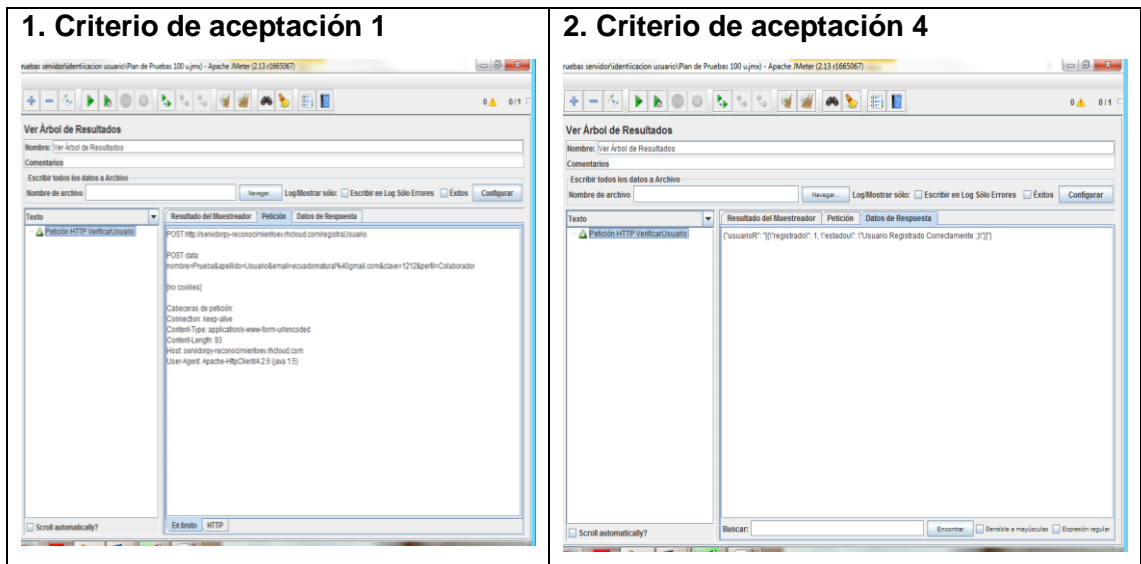 1. Criterio de aceptación 1
ruebas servidor\identiicacion usuario\Plan de Pruebas 100 u.jmx) - Apache JMeter (2.13 r1665067)
0 0/1
Ver Árbol de Resultados
Nombre: Ver Árbol de Resultados
Comentarios
Escribir todos los datos a Archivo
Nombre de archivo Navegar... Log/Mostrar sólo: Escribir en Log Sólo Errores Éxitos Configurar
Texto
Petición HTTP VerificarUsuario
Resultado del Muestreador Petición Datos de Respuesta
POST http://servidorpy-reconocimientoev.rhcloud.com/registraUsuario
POST data:
nombre=Prueba&apellido=Usuario&email=ecuadornatural%40gmail.com&clave=1212&perfil=Colaborador
[no cookies]
Cabeceras de petición:
Connection: keep-alive
Content-Type: application/x-www-form-urlencoded
Content-Length: 93
Host: servidorpy-reconocimientoev.rhcloud.com
User-Agent: Apache-HttpClient/4.2.6 (java 1.5)
Scroll automatically?
En bruto HTTP
2. Criterio de aceptación 4
ruebas servidor\identiicacion usuario\Plan de Pruebas 100 u.jmx) - Apache JMeter (2.13 r1665067)
0 0/1
Ver Árbol de Resultados
Nombre: Ver Árbol de Resultados
Comentarios
Escribir todos los datos a Archivo
Nombre de archivo Navegar... Log/Mostrar sólo: Escribir en Log Sólo Errores Éxitos Configurar
Texto
Petición HTTP VerificarUsuario
Resultado del Muestreador Petición Datos de Respuesta
{"usuarioR": "[{\"registrado\": 1, \"estadou\": \"Usuario Registrado Correctamente ;)\"}]"}
Scroll automatically?
Buscar: Encontrar Sensible a mayúsculas Expresión regular